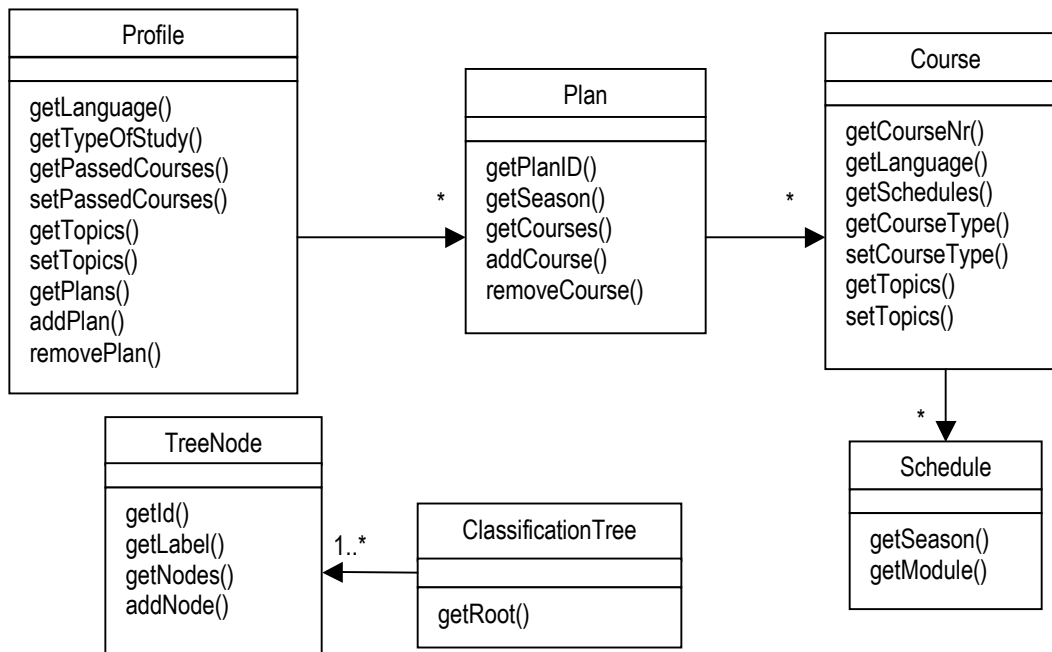 Profile
getLanguage()
getTypeOfStudy()
getPassedCourses()
setPassedCourses()
getTopics()
setTopics()
getPlans()
addPlan()
removePlan()
*
Plan
getPlanID()
getSeason()
getCourses()
addCourse()
removeCourse()
*
Course
getCourseNr()
getLanguage()
getSchedules()
getCourseType()
setCourseType()
getTopics()
setTopics()
*
TreeNode
getId()
getLabel()
getNodes()
addNode()
1..*
ClassificationTree
getRoot()
Schedule
getSeason()
getModule()